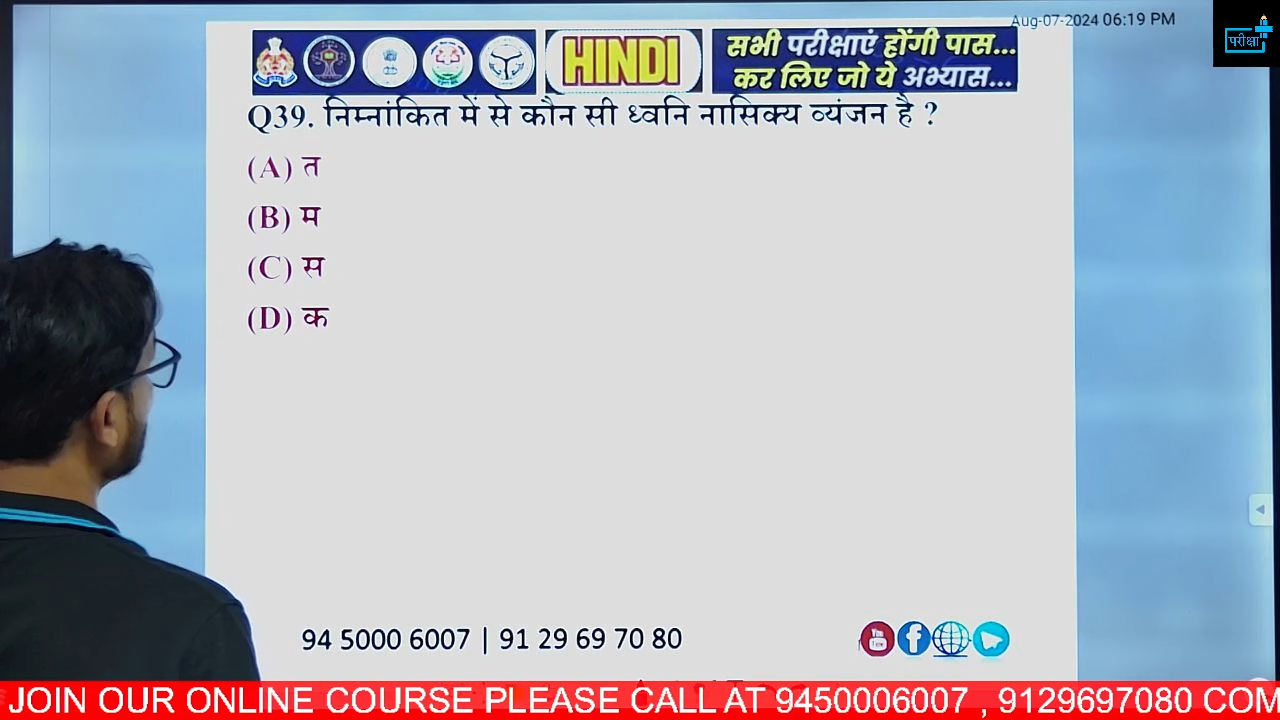 Aug-07-2024 06:19 PM
परीक्षा
HINDI
सभी परीक्षाएं होंगी पास...
कर लिए जो ये अभ्यास...
Q39. निम्नांकित में से कौन सी ध्वनि नासिक्य व्यंजन है ?
(A) त
(B) म
(C) स
(D) क
94 5000 6007 | 91 29 69 70 80
JOIN OUR ONLINE COURSE PLEASE CALL AT 9450006007 , 9129697080 COM